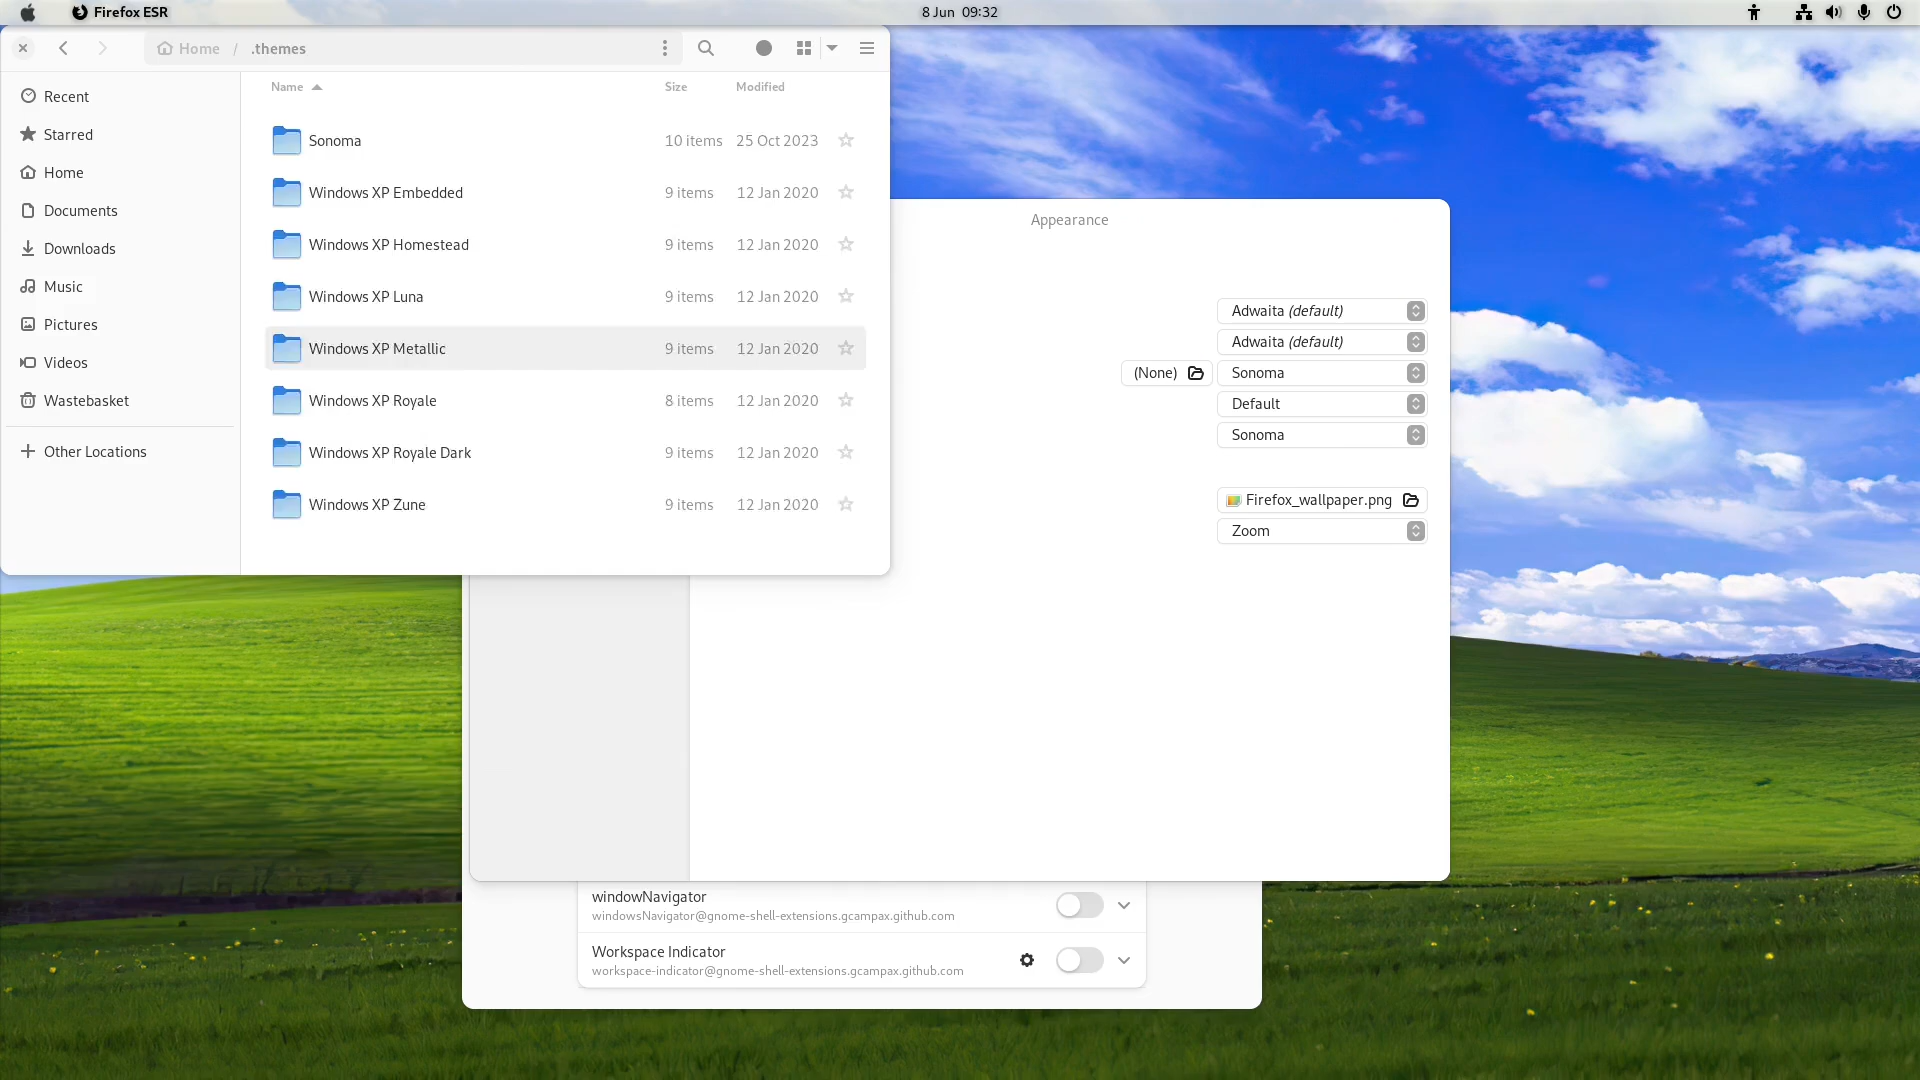 Firefox ESR
8 Jun 09:32
Home / .themes
Name Size Modified
Recent
Starred
Home
Documents
Downloads
Music
Pictures
Videos
Wastebasket
Other Locations
Sonoma 10 items 25 Oct 2023
Windows XP Embedded 9 items 12 Jan 2020
Windows XP Homestead 9 items 12 Jan 2020
Windows XP Luna 9 items 12 Jan 2020
Windows XP Metallic 9 items 12 Jan 2020
Windows XP Royale 8 items 12 Jan 2020
Windows XP Royale Dark 9 items 12 Jan 2020
Windows XP Zune 9 items 12 Jan 2020
Appearance
Adwaita (default)
Adwaita (default)
(None) Sonoma
Default
Sonoma
Firefox_wallpaper.png
Zoom
windowNavigator
windowsNavigator@gnome-shell-extensions.gcampax.github.com
Workspace Indicator
workspace-indicator@gnome-shell-extensions.gcampax.github.com